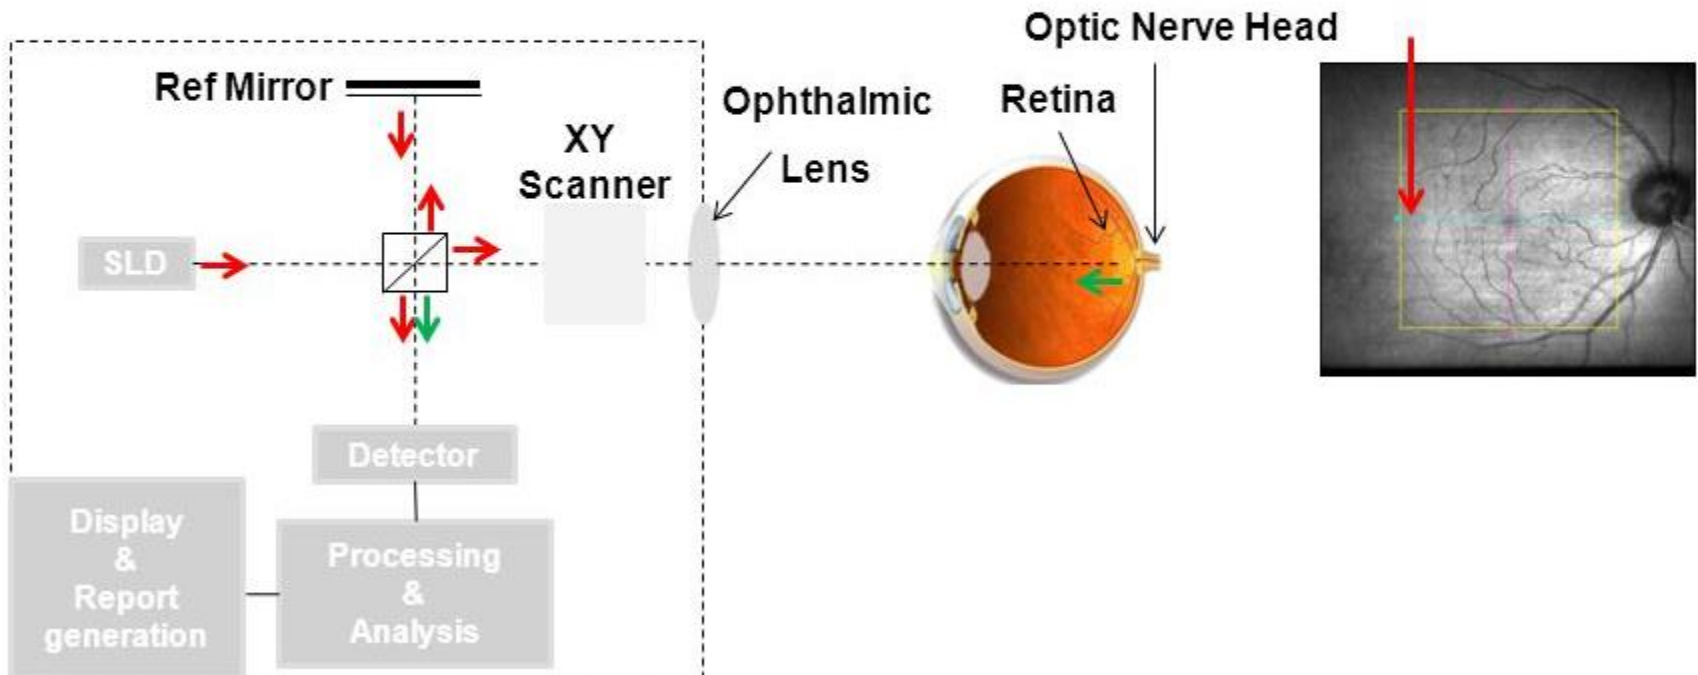 Optic Nerve Head
Ref Mirror
Ophthalmic
Lens
Retina
XY
Scanner
SLD
Detector
Display
&
Report
generation
Processing
&
Analysis